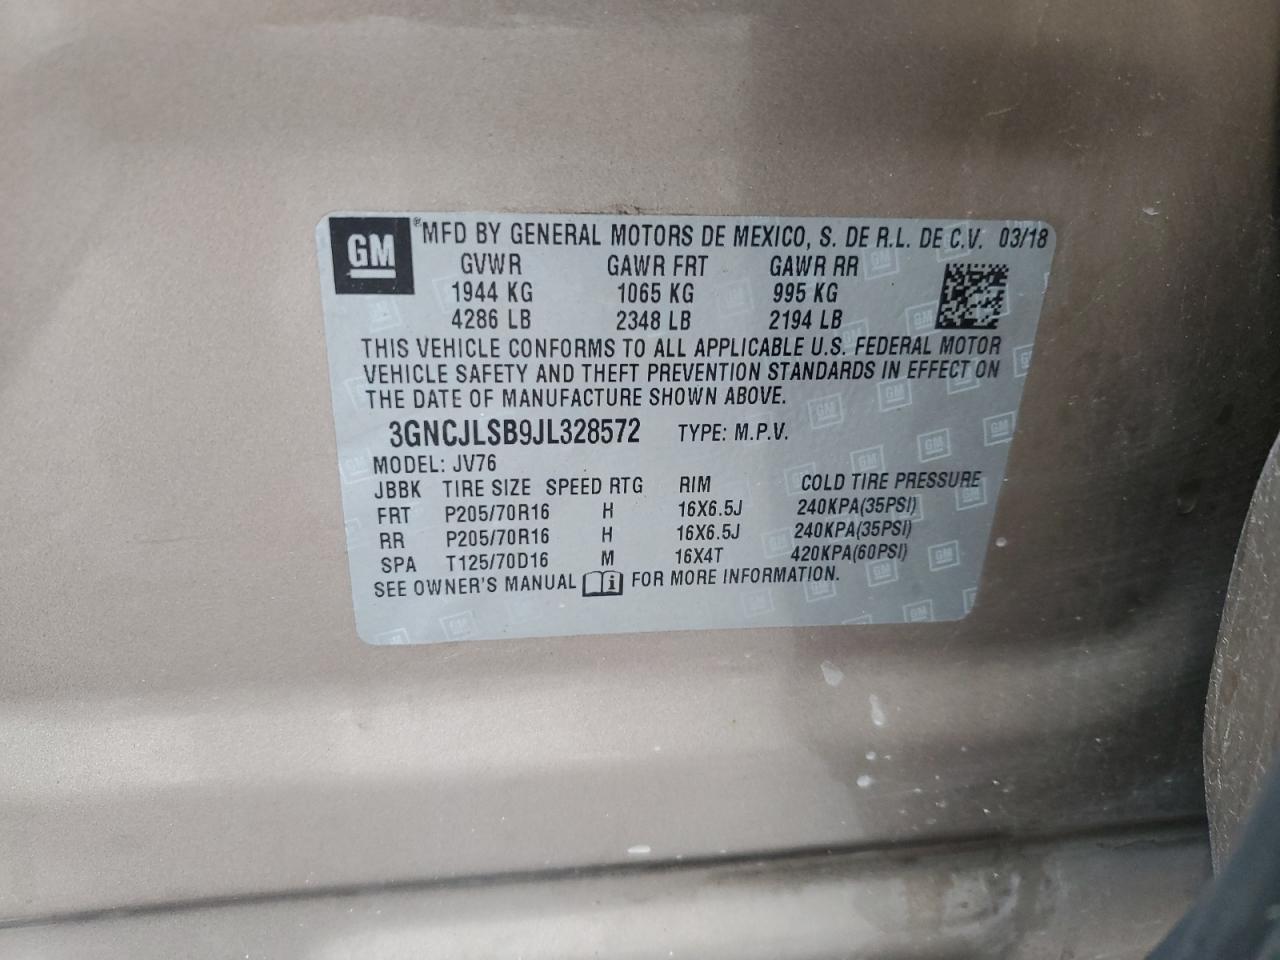 GM ® MFD BY GENERAL MOTORS DE MEXICO, S. DE R.L. DE C.V. 03/18
GVWR GAWR FRT GAWR RR
1944 KG 1065 KG 995 KG
4286 LB 2348 LB 2194 LB
THIS VEHICLE CONFORMS TO ALL APPLICABLE U.S. FEDERAL MOTOR
VEHICLE SAFETY AND THEFT PREVENTION STANDARDS IN EFFECT ON
THE DATE OF MANUFACTURE SHOWN ABOVE.
3GNCJLSB9JL328572 TYPE: M.P.V.
MODEL: JV76
JBBK TIRE SIZE SPEED RTG RIM COLD TIRE PRESSURE
FRT P205/70R16 H 16X6.5J 240KPA(35PSI)
RR P205/70R16 H 16X6.5J 240KPA(35PSI)
SPA T125/70D16 M 16X4T 420KPA(60PSI)
SEE OWNER'S MANUAL i FOR MORE INFORMATION.